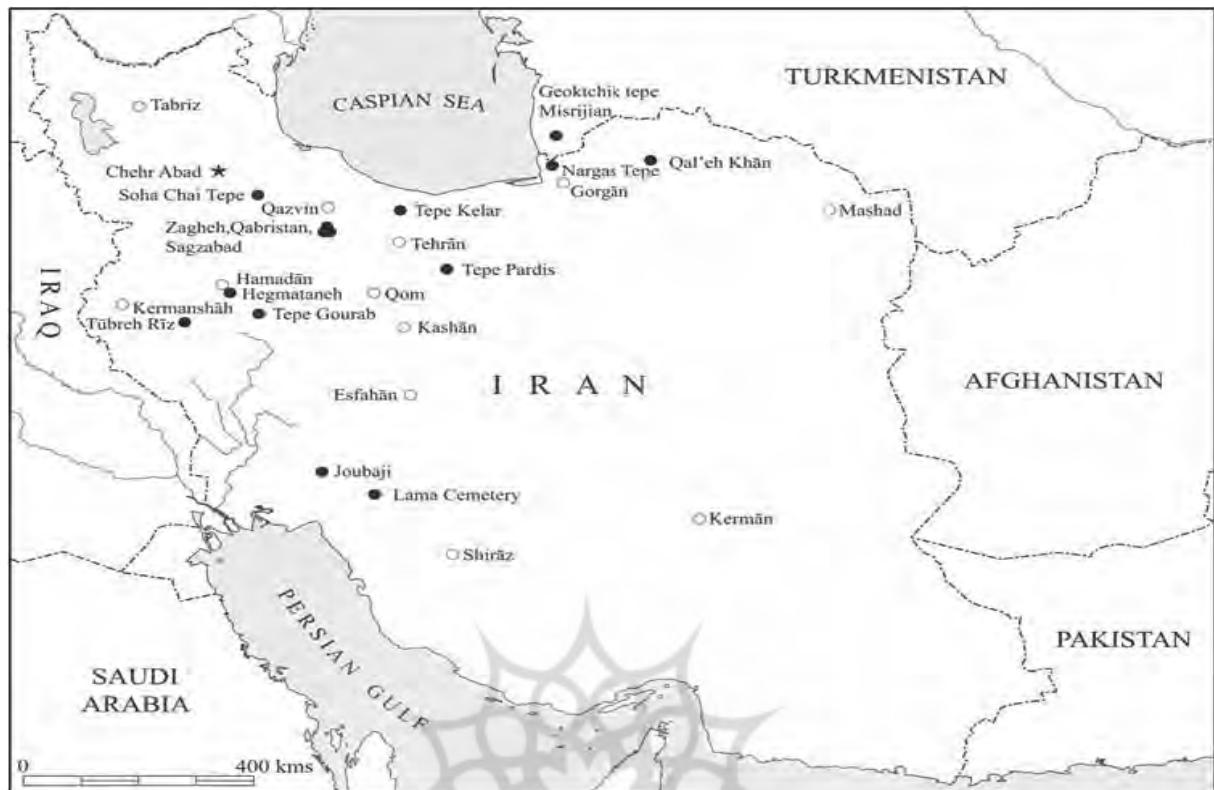 TURKMENISTAN
CASPIAN SEA
Geoktchik tepe
Misrijian
Tabriz
Chehr Abad
Qal'eh Khān
Nargas Tepe
Gorgān
Soha Chai Tepe
Qazvin
Tepe Kelar
Mashad
Zagheh,Qabristan,
Sagzabad
Tehrān
Tepe Pardis
Hamadān
Hegmataneh
Qom
Kermanshāh
Tūbreh Rīz
Tepe Gourab
Kashān
IRAQ
IRAN
AFGHANISTAN
Esfahān
Joubaji
Lama Cemetery
Kermān
Shirāz
PERSIAN GULF
PAKISTAN
SAUDI
ARABIA
0 400 kms